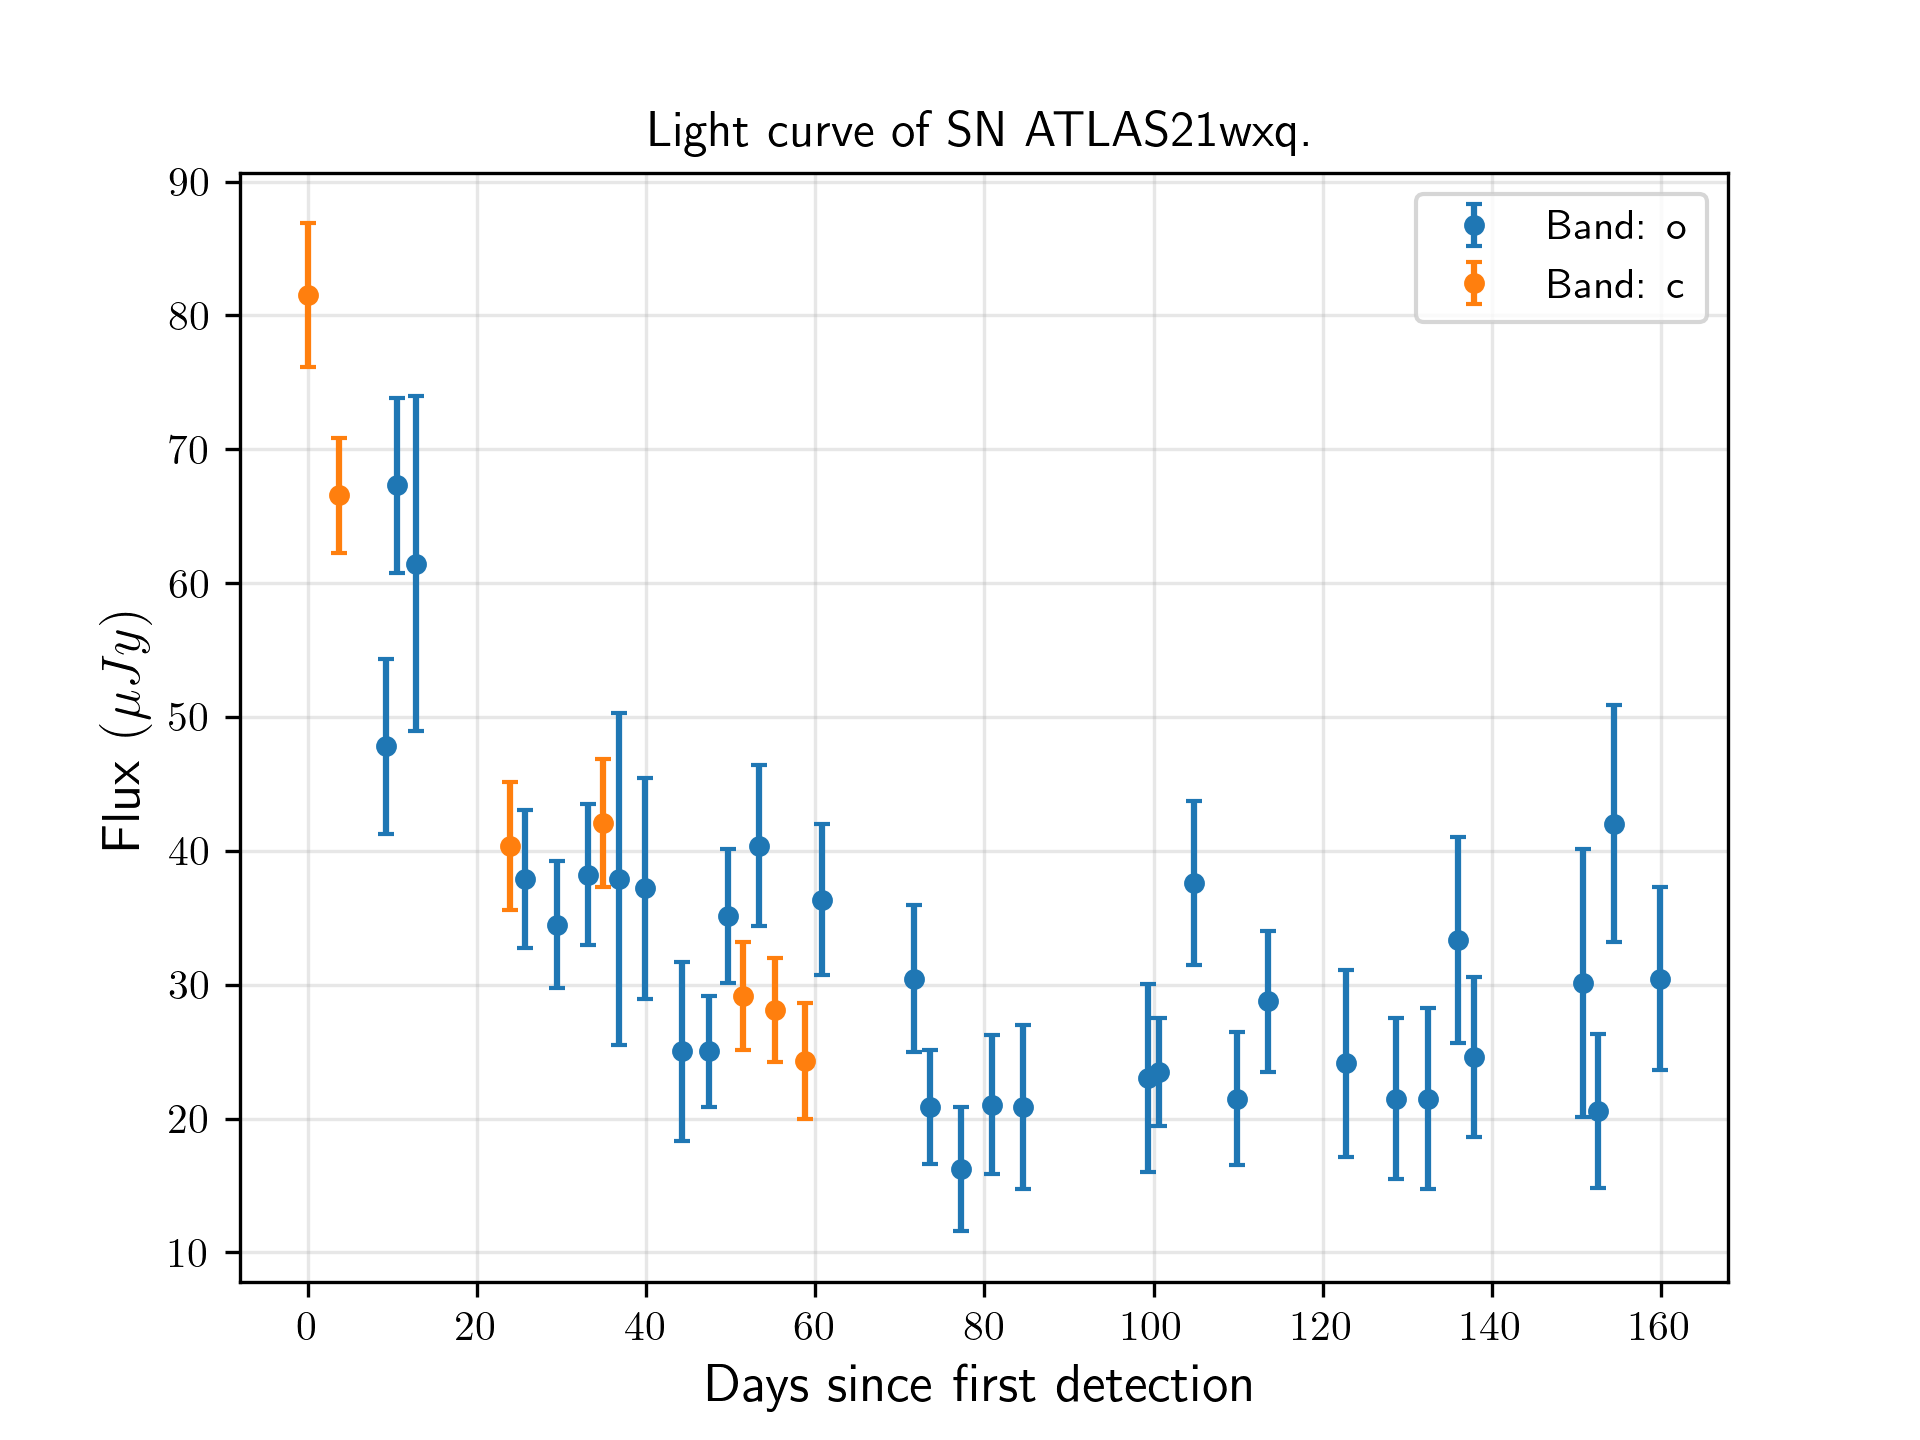 Light curve of SN ATLAS21wxq.
90
80
70
60
50
40
30
20
10
Flux (μJy)
Band: o
Band: c
0 20 40 60 80 100 120 140 160
Days since first detection